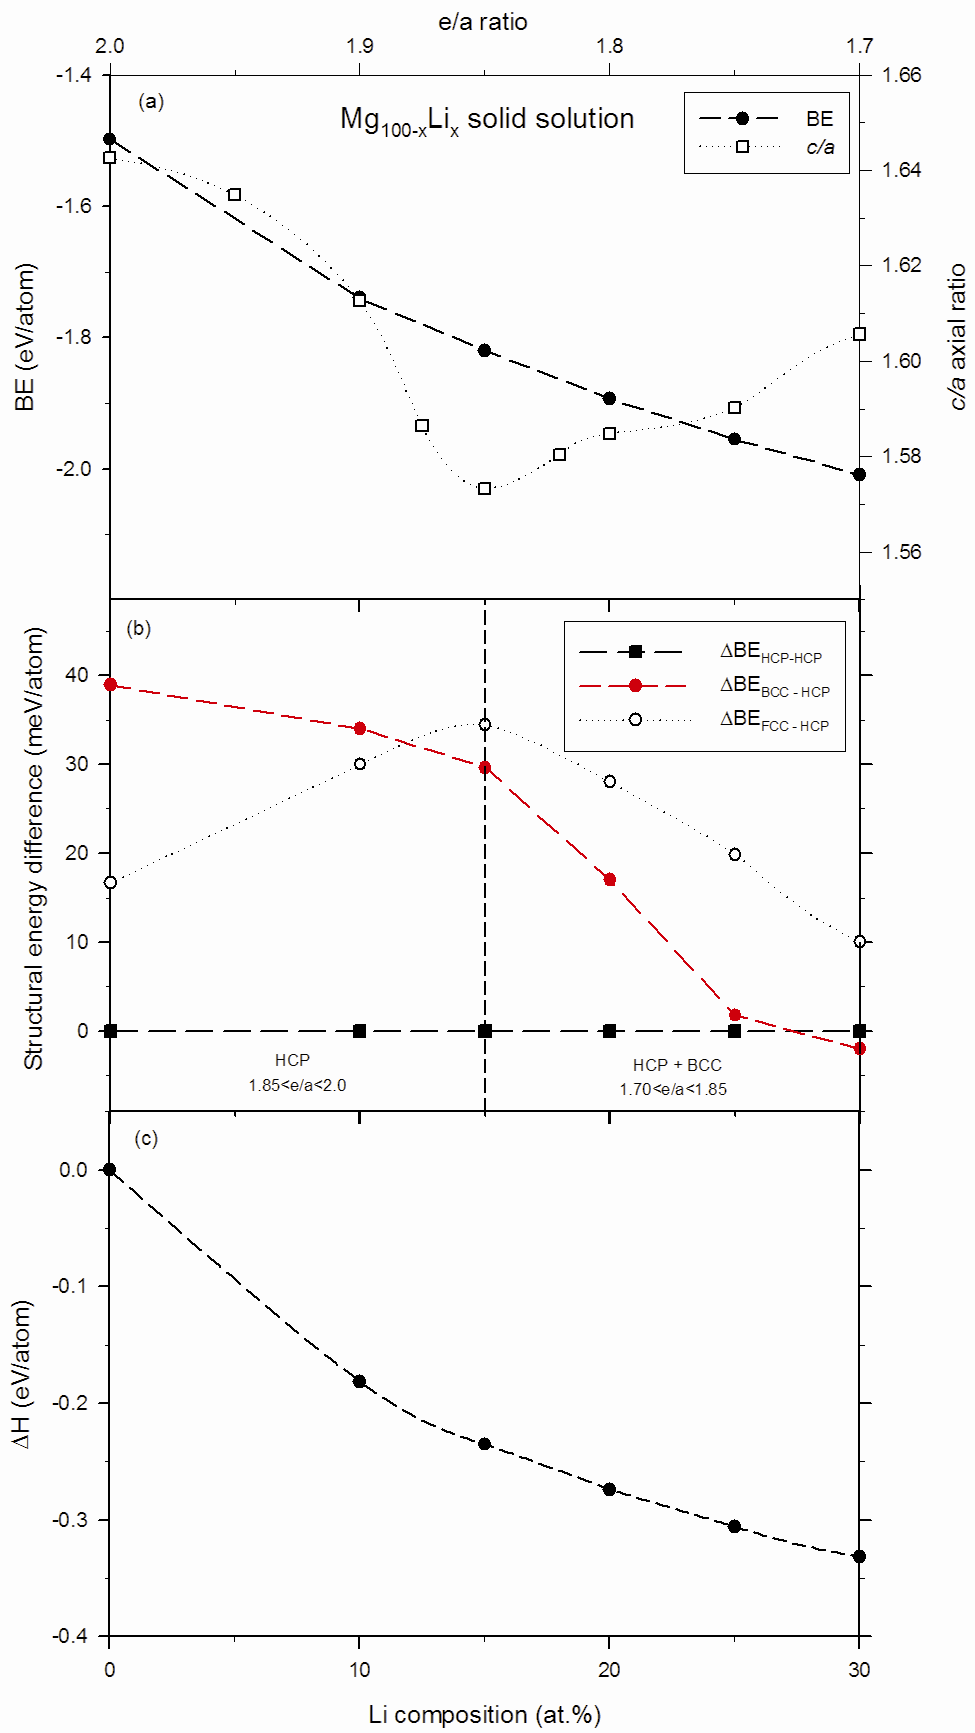 e/a ratio
2.0 1.9 1.8 1.7
(a)
Mg100-xLix solid solution
BE
c/a
-1.4
-1.6
-1.8
-2.0
BE (eV/atom)
1.66
1.64
1.62
1.60
1.58
1.56
c/a axial ratio
(b)
ΔBEHCP-HCP
ΔBEBCC - HCP
ΔBEFCC - HCP
40
30
20
10
0
Structural energy difference (meV/atom)
HCP
1.85<e/a<2.0
HCP + BCC
1.70<e/a<1.85
(c)
0.0
-0.1
-0.2
-0.3
-0.4
ΔH (eV/atom)
0 10 20 30
Li composition (at.%)